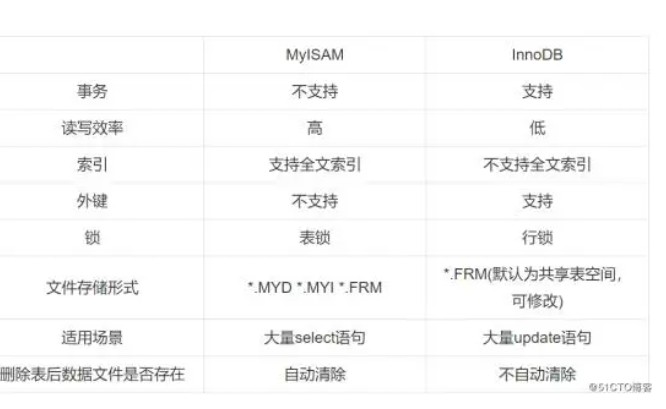 MyISAM InnoDB
事务 不支持 支持
读写效率 高 低
索引 支持全文索引 不支持全文索引
外键 不支持 支持
锁 表锁 行锁
文件存储形式 *.MYD *.MYI *.FRM *.FRM(默认为共享表空间,
可修改)
适用场景 大量select语句 大量update语句
删除表后数据文件是否存在 自动清除 不自动清除
@51CTO博客